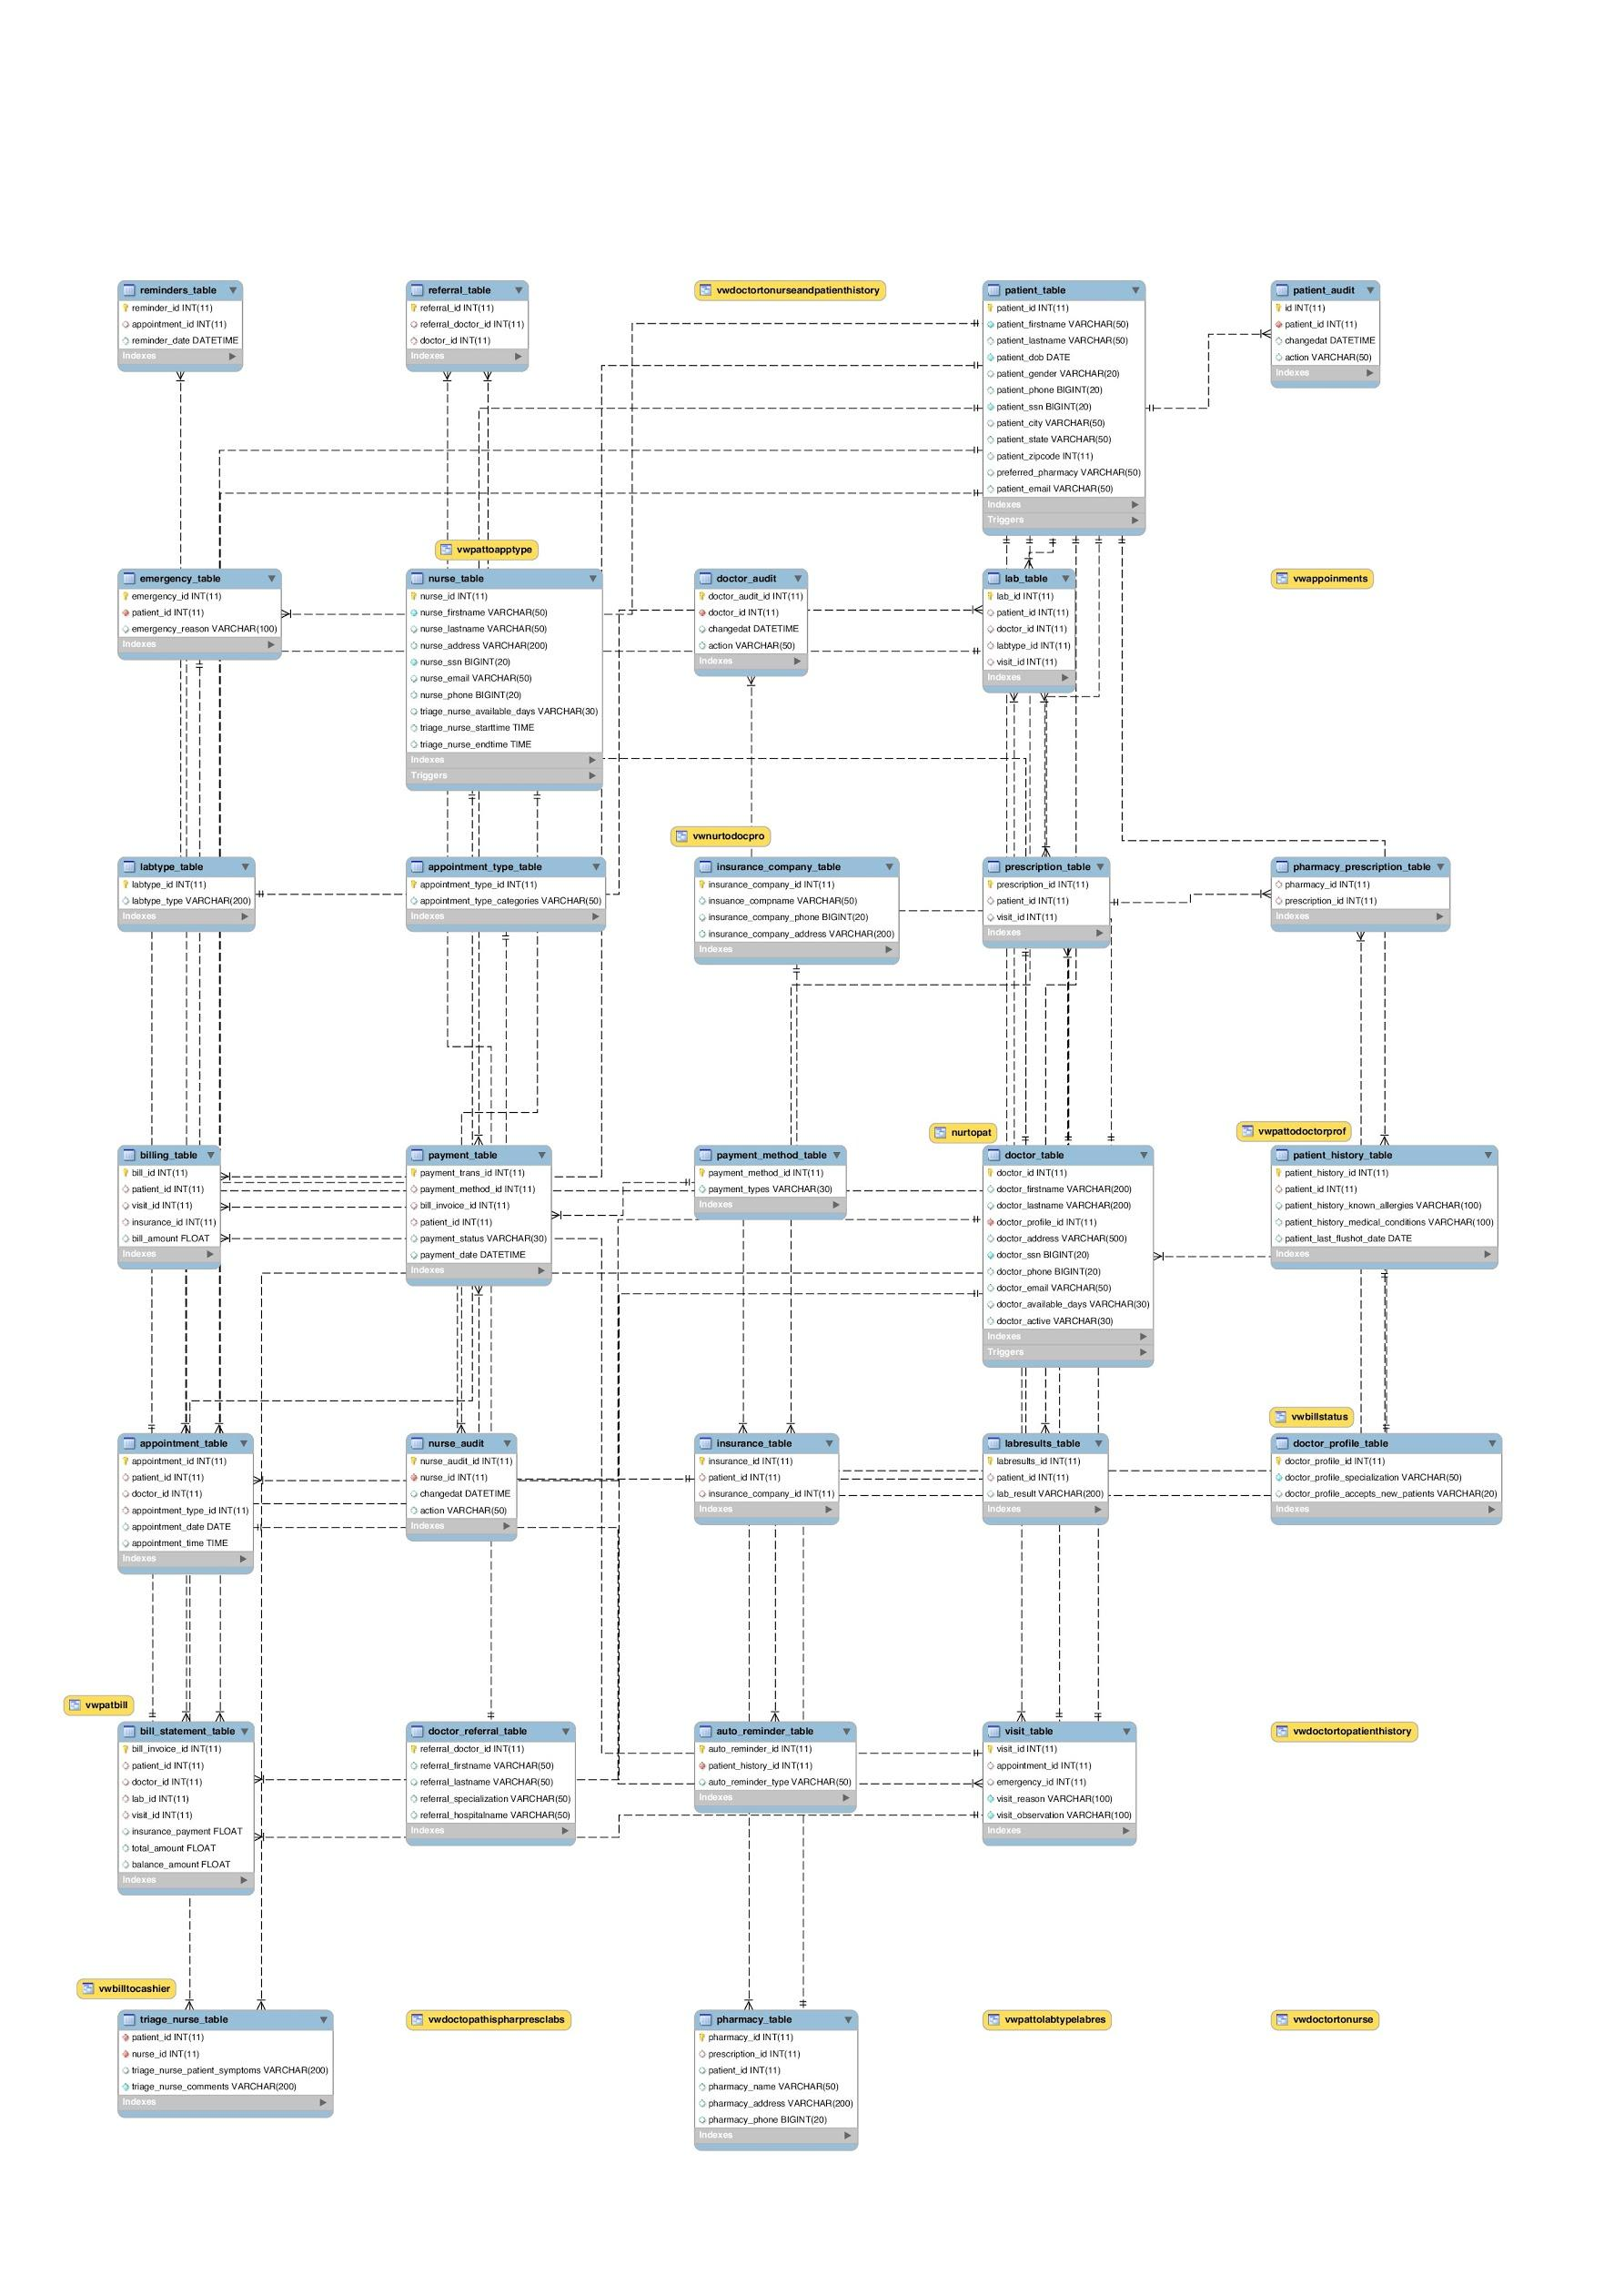 reminders_table
reminder_id INT(11)
appointment_id INT(11)
reminder_date DATETIME
Indexes
referral_table
referral_id INT(11)
referral_doctor_id INT(11)
doctor_id INT(11)
Indexes
vwdoctortonurseandpatienthistory
patient_table
patient_id INT(11)
patient_firstname VARCHAR(50)
patient_lastname VARCHAR(50)
patient_dob DATE
patient_gender VARCHAR(20)
patient_phone BIGINT(20)
patient_ssn BIGINT(20)
patient_city VARCHAR(50)
patient_state VARCHAR(50)
patient_zipcode INT(11)
preferred_pharmacy VARCHAR(50)
patient_email VARCHAR(50)
Indexes
Triggers
patient_audit
id INT(11)
patient_id INT(11)
changedat DATETIME
action VARCHAR(50)
Indexes
vwpattoapptype
emergency_table
emergency_id INT(11)
patient_id INT(11)
emergency_reason VARCHAR(100)
Indexes
nurse_table
nurse_id INT(11)
nurse_firstname VARCHAR(50)
nurse_lastname VARCHAR(50)
nurse_address VARCHAR(200)
nurse_ssn BIGINT(20)
nurse_email VARCHAR(50)
nurse_phone BIGINT(20)
triage_nurse_available_days VARCHAR(30)
triage_nurse_starttime TIME
triage_nurse_endtime TIME
Indexes
Triggers
doctor_audit
doctor_audit_id INT(11)
doctor_id INT(11)
changedat DATETIME
action VARCHAR(50)
Indexes
lab_table
lab_id INT(11)
patient_id INT(11)
doctor_id INT(11)
labtype_id INT(11)
visit_id INT(11)
Indexes
vwappoinments
vwnurtodocpro
labtype_table
labtype_id INT(11)
labtype_type VARCHAR(200)
Indexes
appointment_type_table
appointment_type_id INT(11)
appointment_type_categories VARCHAR(50)
Indexes
insurance_company_table
insurance_company_id INT(11)
insuance_compname VARCHAR(50)
insurance_company_phone BIGINT(20)
insurance_company_address VARCHAR(200)
Indexes
prescription_table
prescription_id INT(11)
patient_id INT(11)
visit_id INT(11)
Indexes
pharmacy_prescription_table
pharmacy_id INT(11)
prescription_id INT(11)
Indexes
nurtopat
vwpattodoctorprof
billing_table
bill_id INT(11)
patient_id INT(11)
visit_id INT(11)
insurance_id INT(11)
bill_amount FLOAT
Indexes
payment_table
payment_trans_id INT(11)
payment_method_id INT(11)
bill_invoice_id INT(11)
patient_id INT(11)
payment_status VARCHAR(30)
payment_date DATETIME
Indexes
payment_method_table
payment_method_id INT(11)
payment_types VARCHAR(30)
Indexes
doctor_table
doctor_id INT(11)
doctor_firstname VARCHAR(200)
doctor_lastname VARCHAR(200)
doctor_profile_id INT(11)
doctor_address VARCHAR(500)
doctor_ssn BIGINT(20)
doctor_phone BIGINT(20)
doctor_email VARCHAR(50)
doctor_available_days VARCHAR(30)
doctor_active VARCHAR(30)
Indexes
Triggers
patient_history_table
patient_history_id INT(11)
patient_id INT(11)
patient_history_known_allergies VARCHAR(100)
patient_history_medical_conditions VARCHAR(100)
patient_last_flushot_date DATE
Indexes
vwbillstatus
appointment_table
appointment_id INT(11)
patient_id INT(11)
doctor_id INT(11)
appointment_type_id INT(11)
appointment_date DATE
appointment_time TIME
Indexes
nurse_audit
nurse_audit_id INT(11)
nurse_id INT(11)
changedat DATETIME
action VARCHAR(50)
Indexes
insurance_table
insurance_id INT(11)
patient_id INT(11)
insurance_company_id INT(11)
Indexes
labresults_table
labresults_id INT(11)
patient_id INT(11)
lab_result VARCHAR(200)
Indexes
doctor_profile_table
doctor_profile_id INT(11)
doctor_profile_specialization VARCHAR(50)
doctor_profile_accepts_new_patients VARCHAR(20)
Indexes
vwpatbill
bill_statement_table
bill_invoice_id INT(11)
patient_id INT(11)
doctor_id INT(11)
lab_id INT(11)
visit_id INT(11)
insurance_payment FLOAT
total_amount FLOAT
balance_amount FLOAT
Indexes
doctor_referral_table
referral_doctor_id INT(11)
referral_firstname VARCHAR(50)
referral_lastname VARCHAR(50)
referral_specialization VARCHAR(50)
referral_hospitalname VARCHAR(50)
Indexes
auto_reminder_table
auto_reminder_id INT(11)
patient_history_id INT(11)
auto_reminder_type VARCHAR(50)
Indexes
visit_table
visit_id INT(11)
appointment_id INT(11)
emergency_id INT(11)
visit_reason VARCHAR(100)
visit_observation VARCHAR(100)
Indexes
vwdoctortopatienthistory
vwbilltocashier
triage_nurse_table
patient_id INT(11)
nurse_id INT(11)
triage_nurse_patient_symptoms VARCHAR(200)
triage_nurse_comments VARCHAR(200)
Indexes
vwdoctopathispharpresclabs
pharmacy_table
pharmacy_id INT(11)
prescription_id INT(11)
patient_id INT(11)
pharmacy_name VARCHAR(50)
pharmacy_address VARCHAR(200)
pharmacy_phone BIGINT(20)
Indexes
vwpattolabtypelabres
vwdoctortonurse